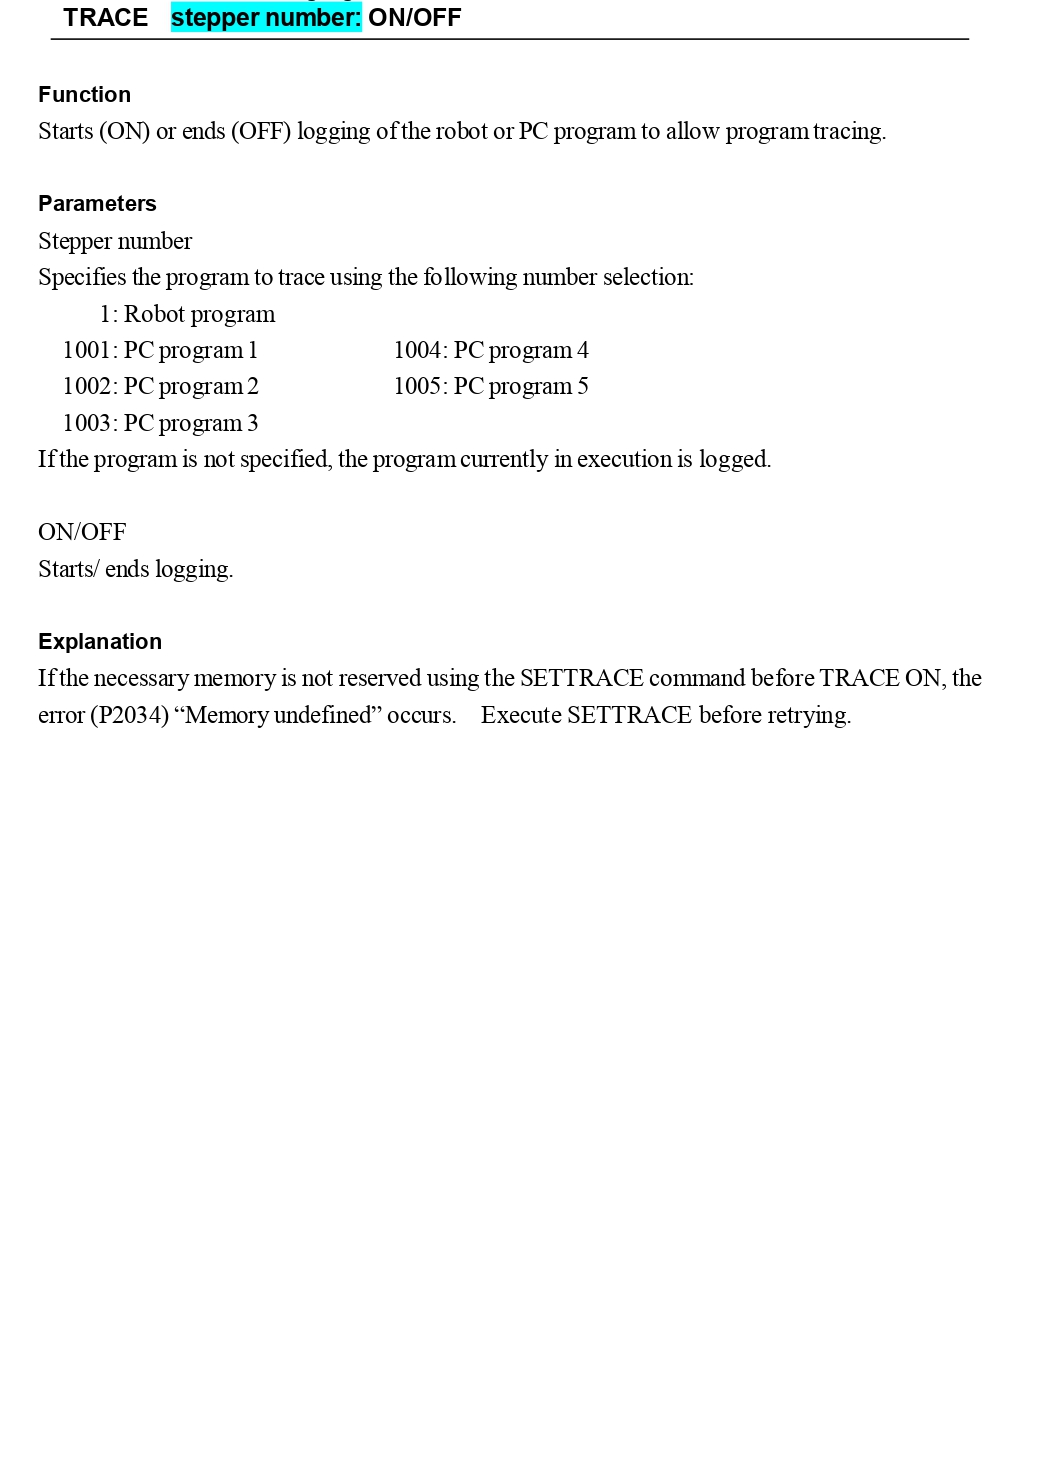 TRACE stepper number: ON/OFF
Function
Starts (ON) or ends (OFF) logging of the robot or PC program to allow program tracing.
Parameters
Stepper number
Specifies the program to trace using the following number selection:
1: Robot program
1001: PC program 1 1004: PC program 4
1002: PC program 2 1005: PC program 5
1003: PC program 3
If the program is not specified, the program currently in execution is logged.
ON/OFF
Starts/ ends logging.
Explanation
If the necessary memory is not reserved using the SETTRACE command before TRACE ON, the
error (P2034) “Memory undefined” occurs. Execute SETTRACE before retrying.